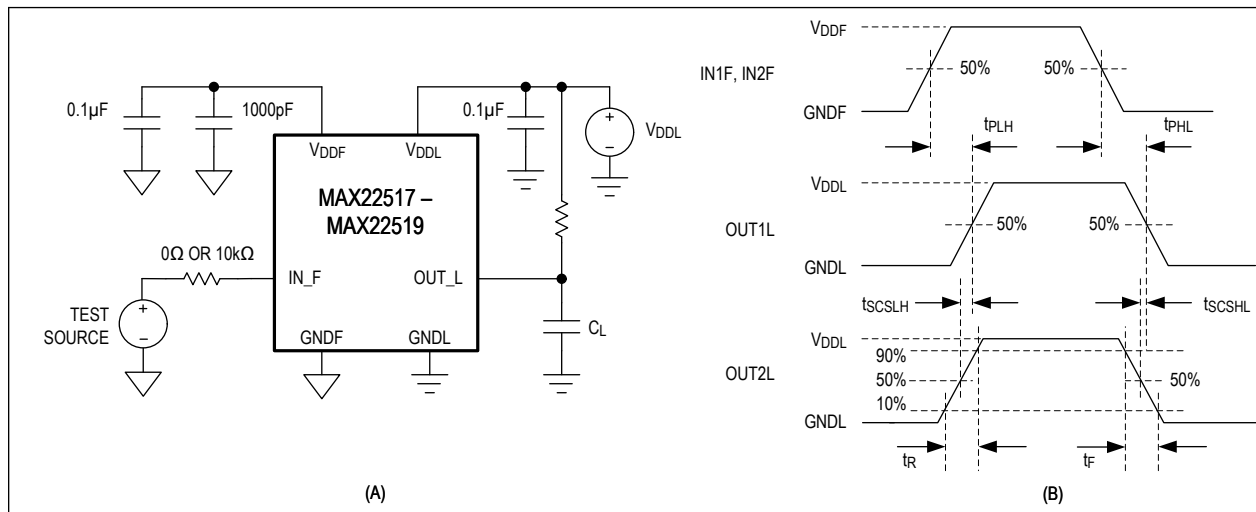 0.1µF
1000pF
0.1µF
+
−
VDDL
VDDF
VDDL
MAX22517 –
MAX22519
0Ω OR 10kΩ
IN_F
OUT_L
TEST
SOURCE
+
−
GNDF
GNDL
CL
(A)
VDDF
IN1F, IN2F
50%
50%
GNDF
tPLH
tPHL
VDDL
OUT1L
50%
50%
GNDL
tSCSLH
tSCSHL
VDDL
90%
OUT2L
50%
50%
10%
GNDL
tR
tF
(B)